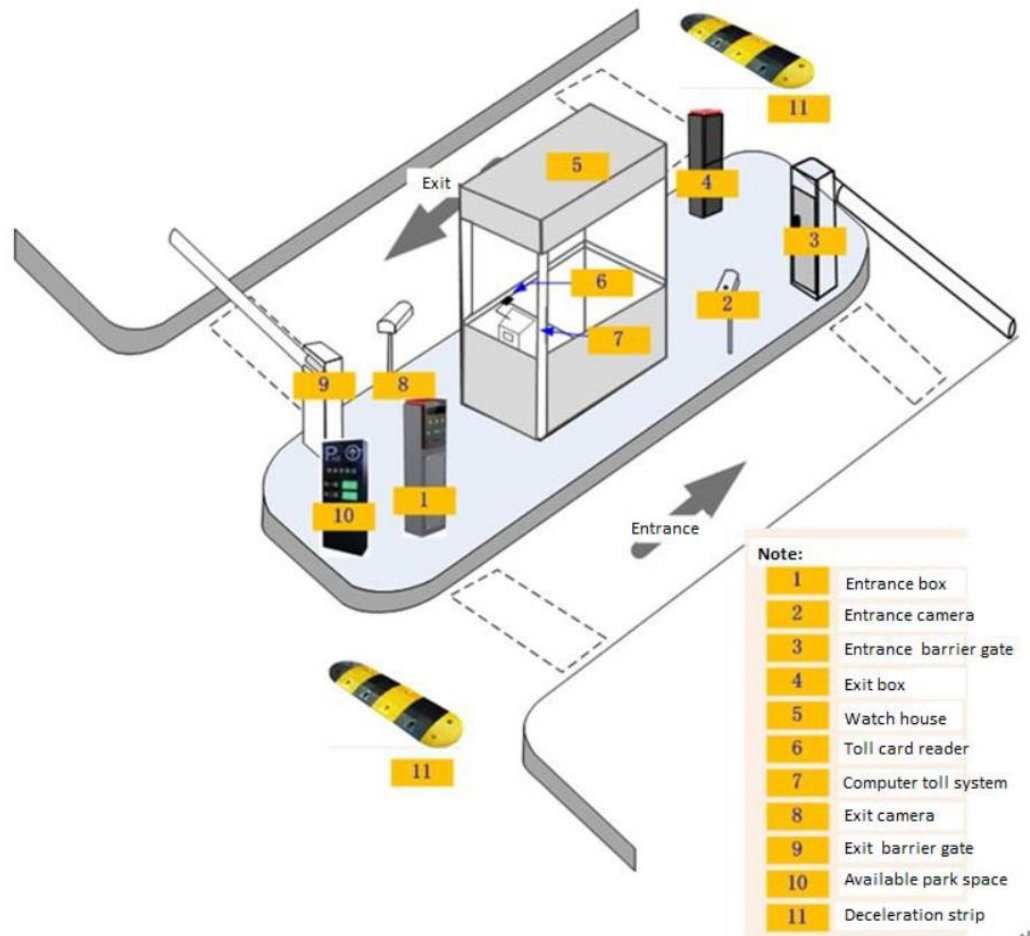 11
5
Exit
4
3
6
2
7
9
8
1
10
Entrance
11
Note:
1 Entrance box
2 Entrance camera
3 Entrance barrier gate
4 Exit box
5 Watch house
6 Toll card reader
7 Computer toll system
8 Exit camera
9 Exit barrier gate
10 Available park space
11 Deceleration strip